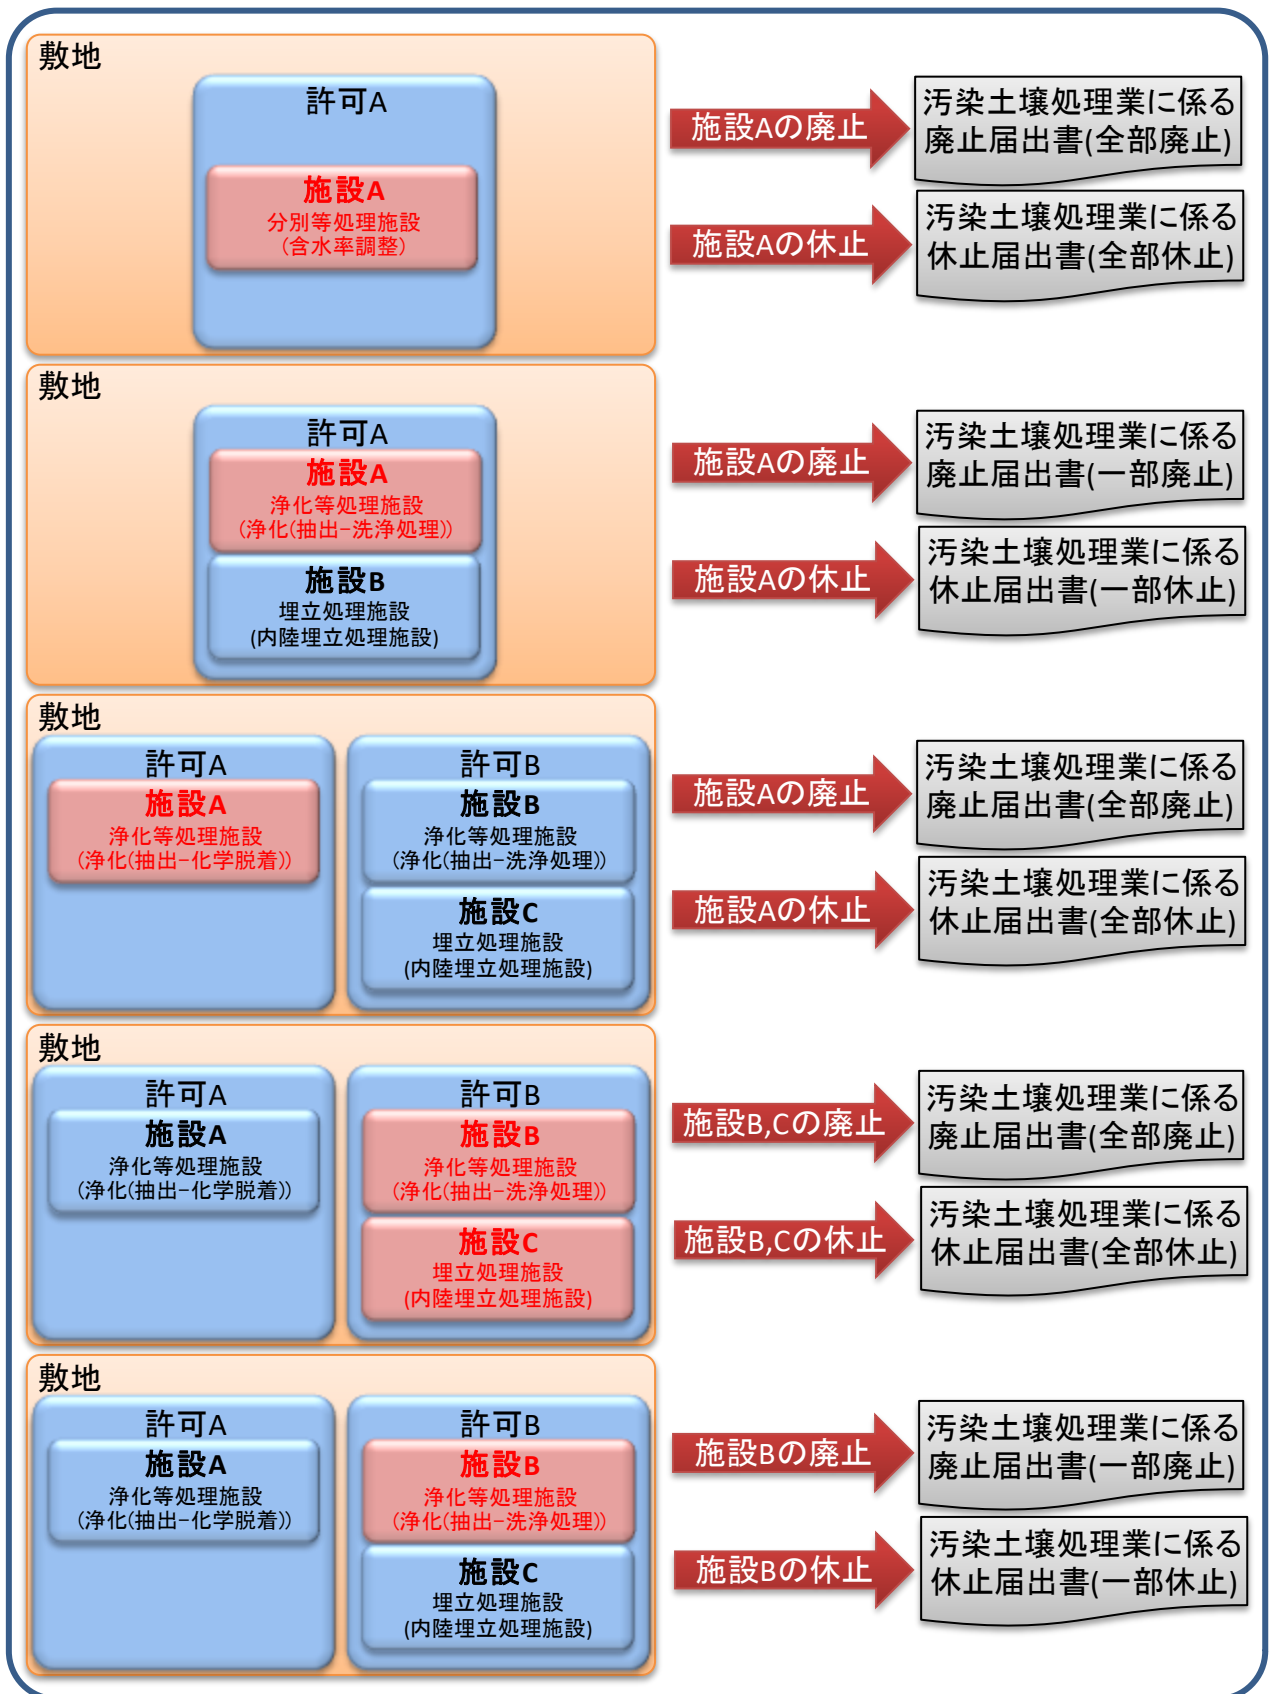 敷地
許可A
施設A
分別等処理施設
(含水率調整)
施設Aの廃止
汚染土壌処理業に係る
廃止届出書(全部廃止)
施設Aの休止
汚染土壌処理業に係る
休止届出書(全部休止)
敷地
許可A
施設A
浄化等処理施設
(浄化(抽出−洗浄処理))
施設B
埋立処理施設
(内陸埋立処理施設)
施設Aの廃止
汚染土壌処理業に係る
廃止届出書(一部廃止)
施設Aの休止
汚染土壌処理業に係る
休止届出書(一部休止)
敷地
許可A
施設A
浄化等処理施設
(浄化(抽出−化学脱着))
許可B
施設B
浄化等処理施設
(浄化(抽出−洗浄処理))
施設C
埋立処理施設
(内陸埋立処理施設)
施設Aの廃止
汚染土壌処理業に係る
廃止届出書(全部廃止)
施設Aの休止
汚染土壌処理業に係る
休止届出書(全部休止)
敷地
許可A
施設A
浄化等処理施設
(浄化(抽出−化学脱着))
許可B
施設B
浄化等処理施設
(浄化(抽出−洗浄処理))
施設C
埋立処理施設
(内陸埋立処理施設)
施設B,Cの廃止
汚染土壌処理業に係る
廃止届出書(全部廃止)
施設B,Cの休止
汚染土壌処理業に係る
休止届出書(全部休止)
敷地
許可A
施設A
浄化等処理施設
(浄化(抽出−化学脱着))
許可B
施設B
浄化等処理施設
(浄化(抽出−洗浄処理))
施設C
埋立処理施設
(内陸埋立処理施設)
施設Bの廃止
汚染土壌処理業に係る
廃止届出書(一部廃止)
施設Bの休止
汚染土壌処理業に係る
休止届出書(一部休止)